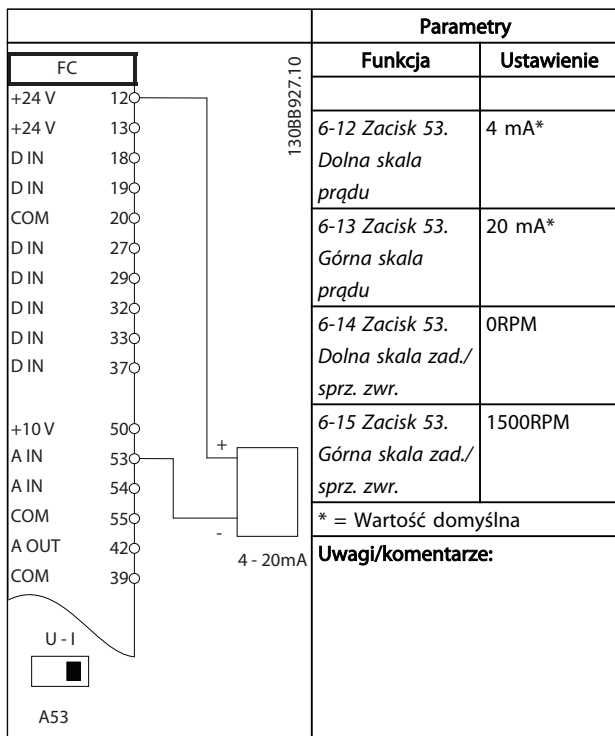 Parametry
Funkcja Ustawienie
FC
130BB927.10
+24 V 12
+24 V 13
D IN 18
D IN 19
COM 20
D IN 27
D IN 29
D IN 32
D IN 33
D IN 37
+10 V 50
A IN 53
A IN 54
COM 55
A OUT 42
COM 39
+
-
4 - 20mA
U - I
A53
6-12 Zacisk 53. 4 mA*
Dolna skala
prądu
6-13 Zacisk 53. 20 mA*
Górna skala
prądu
6-14 Zacisk 53. 0RPM
Dolna skala zad./
sprz. zwr.
6-15 Zacisk 53. 1500RPM
Górna skala zad./
sprz. zwr.
* = Wartość domyślna
Uwagi/komentarze: